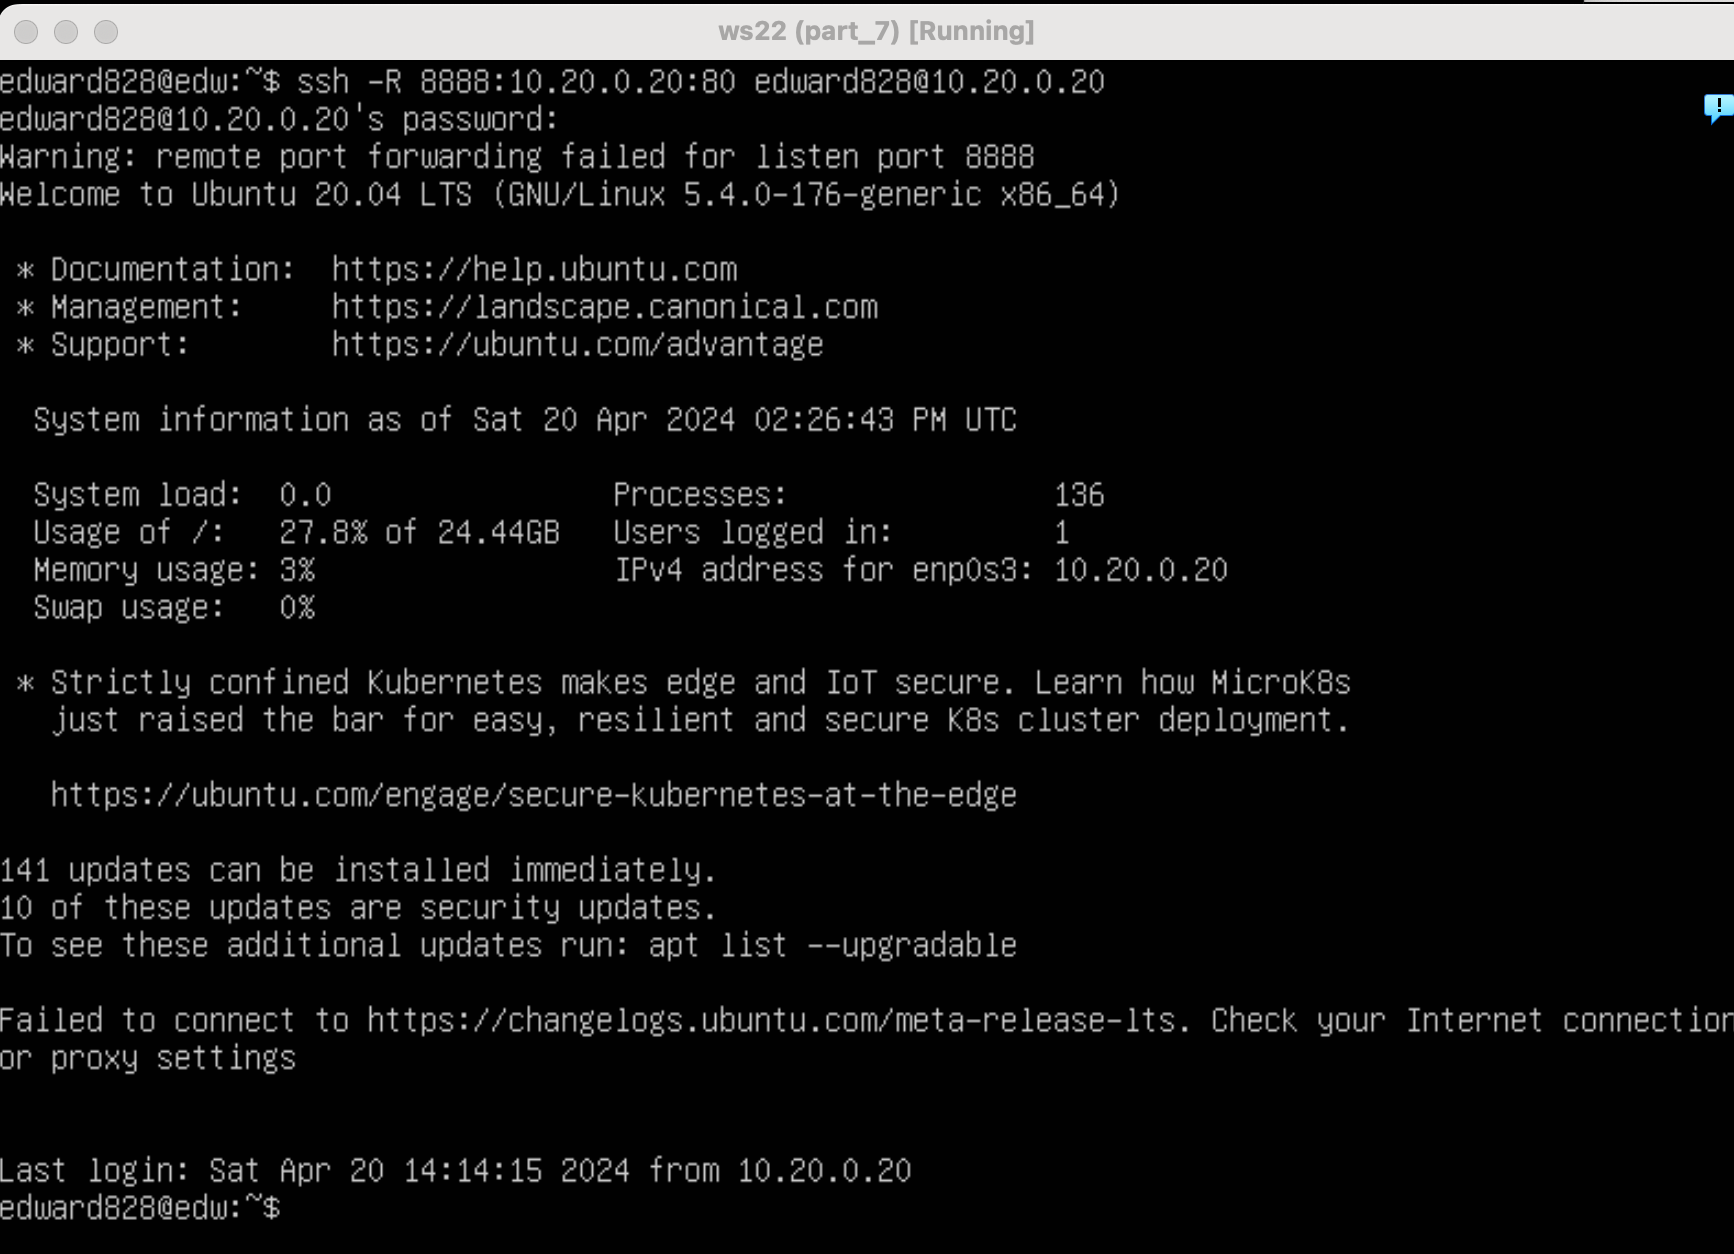 ws22 (part_7) [Running]
edward828@edw:~$ ssh -R 8888:10.20.0.20:80 edward828@10.20.0.20
edward828@10.20.0.20's password:
Warning: remote port forwarding failed for listen port 8888
Welcome to Ubuntu 20.04 LTS (GNU/Linux 5.4.0-176-generic x86_64)
* Documentation:  https://help.ubuntu.com
* Management:     https://landscape.canonical.com
* Support:        https://ubuntu.com/advantage
System information as of Sat 20 Apr 2024 02:26:43 PM UTC
System load:  0.0                Processes:               136
Usage of /:   27.8% of 24.44GB   Users logged in:         1
Memory usage: 3%                 IPv4 address for enp0s3: 10.20.0.20
Swap usage:   0%
* Strictly confined Kubernetes makes edge and IoT secure. Learn how MicroK8s
just raised the bar for easy, resilient and secure K8s cluster deployment.
https://ubuntu.com/engage/secure-kubernetes-at-the-edge
141 updates can be installed immediately.
10 of these updates are security updates.
To see these additional updates run: apt list --upgradable
Failed to connect to https://changelogs.ubuntu.com/meta-release-lts. Check your Internet connection
or proxy settings
Last login: Sat Apr 20 14:14:15 2024 from 10.20.0.20
edward828@edw:~$